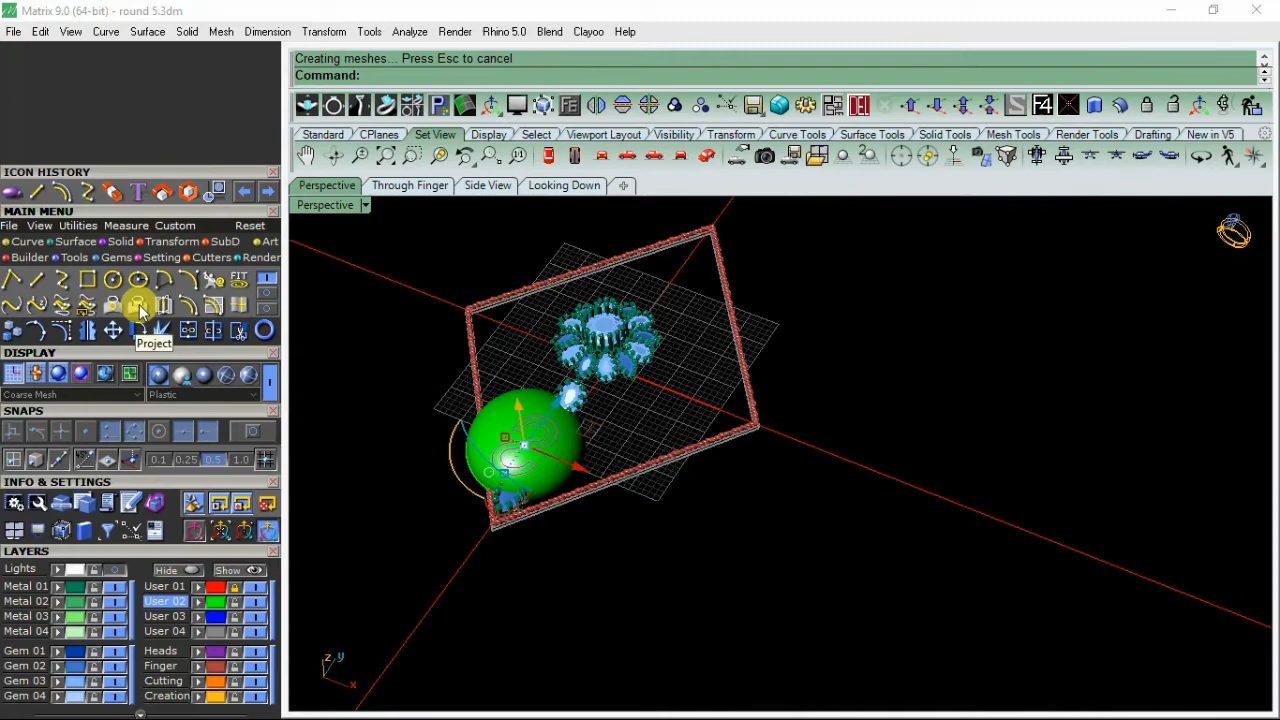 Matrix 9.0 (64-bit) - round 5.3dm
File Edit View Curve Surface Solid Mesh Dimension Transform Tools Analyze Render Rhino 5.0 Blend Clayoo Help
Creating meshes... Press Esc to cancel
Command:
Standard CPlanes Set View Display Select Viewport Layout Visibility Transform Curve Tools Surface Tools Solid Tools Mesh Tools Render Tools Drafting New in V5
Perspective Through Finger Side View Looking Down
Perspective
ICON HISTORY
MAIN MENU
File View Utilities Measure Custom Reset
Curve Surface Solid Transform SubD Art
Builder Tools Gems Setting Cutters Render
FIT
Project
DISPLAY
Coarse Mesh Plastic
SNAPS
0.1 0.25 0.5 1.0
INFO & SETTINGS
LAYERS
Lights Hide Show
Metal 01 User 01
Metal 02 User 02
Metal 03 User 03
Metal 04 User 04
Gem 01 Heads
Gem 02 Finger
Gem 03 Cutting
Gem 04 Creation
z y
x